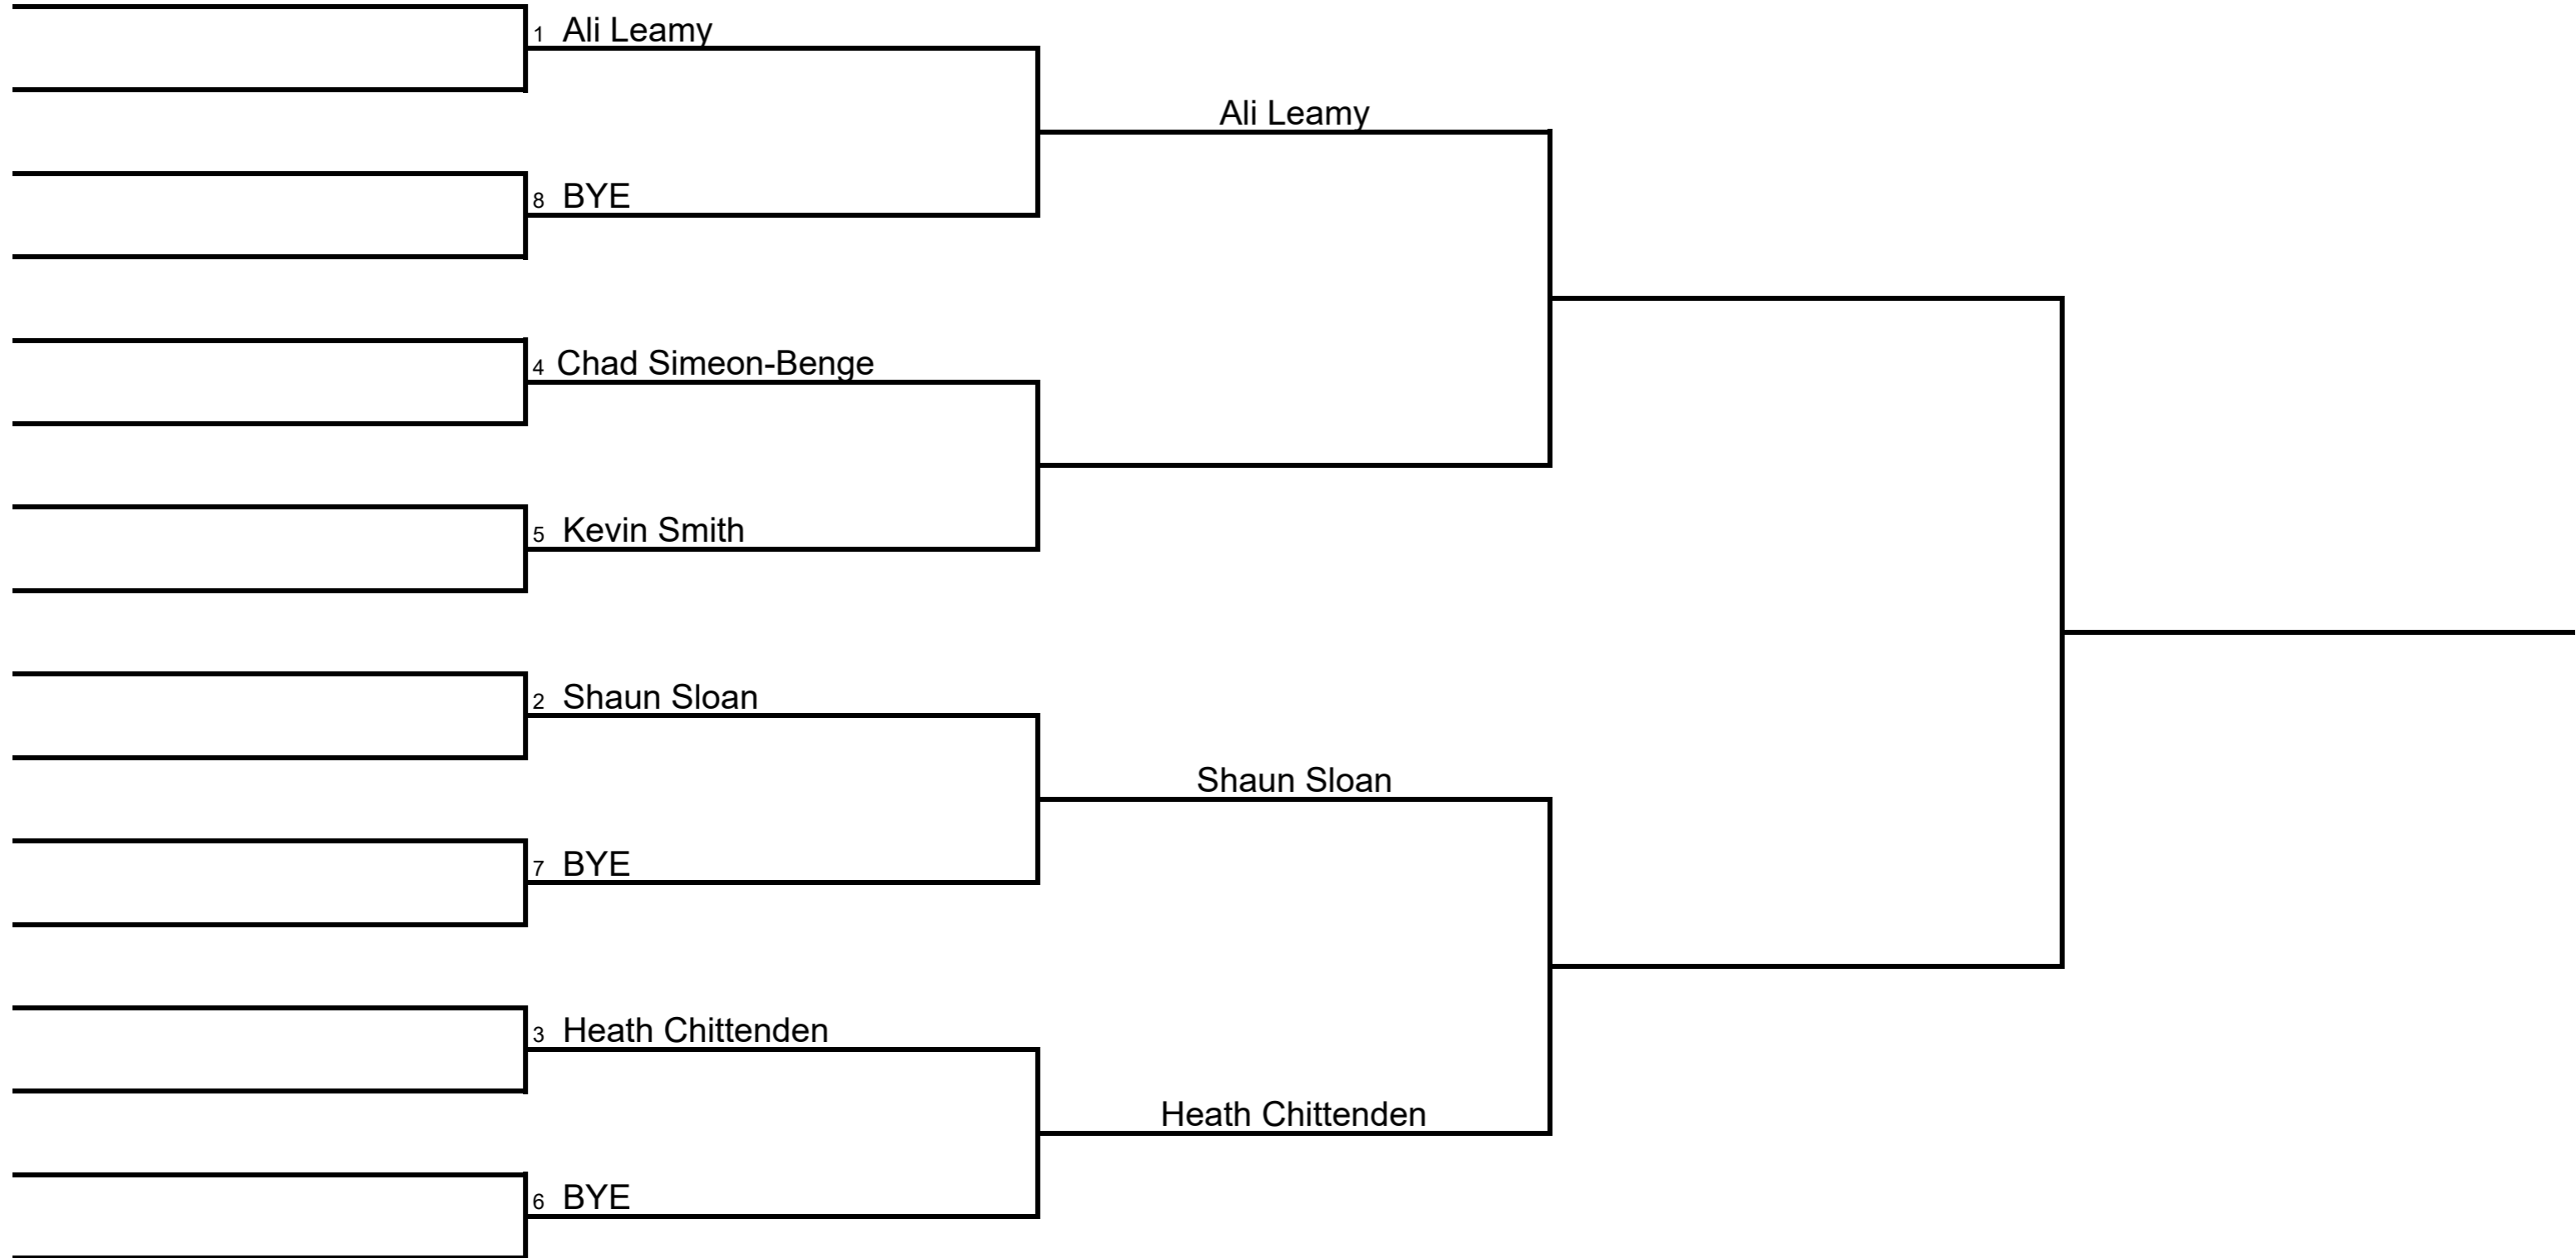 1 Ali Leamy
Ali Leamy
8 BYE
4 Chad Simeon-Benge
5 Kevin Smith
2 Shaun Sloan
Shaun Sloan
7 BYE
3 Heath Chittenden
Heath Chittenden
6 BYE